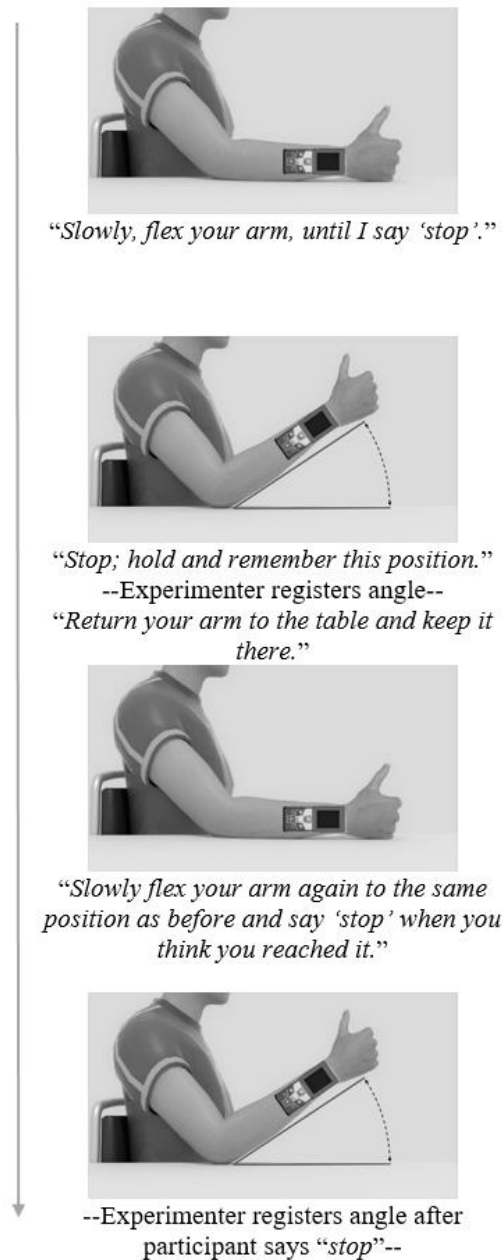 “Slowly, flex your arm, until I say ‘stop’.”
“Stop; hold and remember this position.”
--Experimenter registers angle--
“Return your arm to the table and keep it
there.”
“Slowly flex your arm again to the same
position as before and say ‘stop’ when you
think you reached it.”
--Experimenter registers angle after
participant says “stop”--